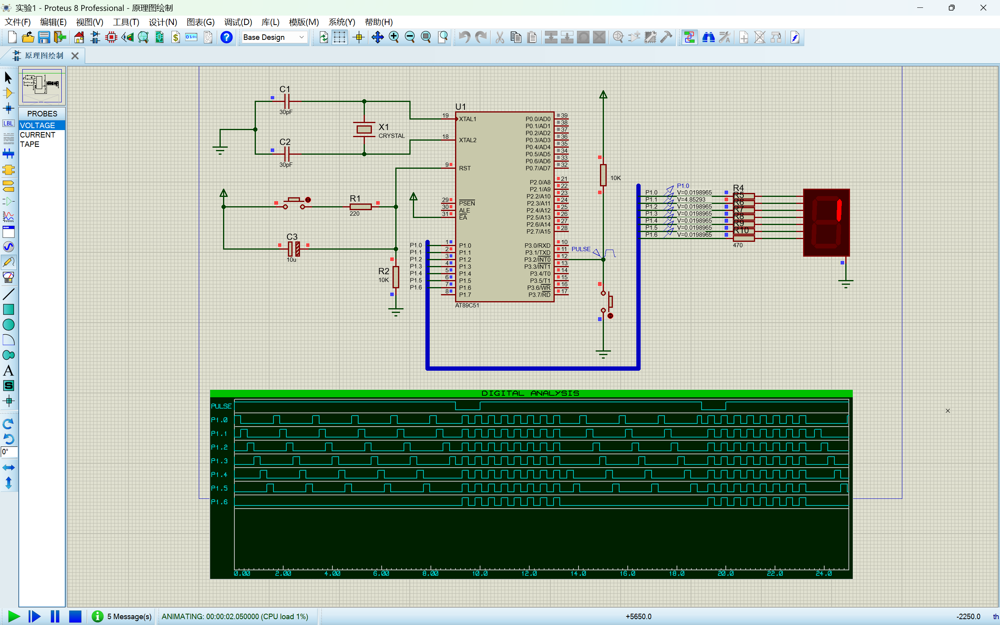 实验1 - Proteus 8 Professional - 原理图绘制
文件(F) 编辑(E) 视图(V) 工具(T) 设计(N) 图表(G) 调试(D) 库(L) 模版(M) 系统(Y) 帮助(H)
Base Design
原理图绘制
PROBES
VOLTAGE
CURRENT
TAPE
LBL
0°
C1
30pF
C2
30pF
X1
CRYSTAL
R1
220
C3
10u
R2
10K
U1
19 XTAL1
18 XTAL2
9 RST
29 PSEN
30 ALE
31 EA
P1.0 1 P1.0
P1.1 2 P1.1
P1.2 3 P1.2
P1.3 4 P1.3
P1.4 5 P1.4
P1.5 6 P1.5
P1.6 7 P1.6
8 P1.7
P0.0/AD0 39
P0.1/AD1 38
P0.2/AD2 37
P0.3/AD3 36
P0.4/AD4 35
P0.5/AD5 34
P0.6/AD6 33
P0.7/AD7 32
P2.0/A8 21
P2.1/A9 22
P2.2/A10 23
P2.3/A11 24
P2.4/A12 25
P2.5/A13 26
P2.6/A14 27
P2.7/A15 28
P3.0/RXD 10
P3.1/TXD 11
P3.2/INT0 12
P3.3/INT1 13
P3.4/T0 14
P3.5/T1 15
P3.6/WR 16
P3.7/RD 17
AT89C51
10K
PULSE
P1.0
P1.0 V=0.0198965
P1.1 V=4.85293
P1.2 V=0.0198965
P1.3 V=0.0198965
P1.4 V=0.0198965
P1.5 V=0.0198965
P1.6 V=0.0198965
R4
R5
R6
R7
R8
R9
R10
470
DIGITAL ANALYSIS
PULSE
P1.0
P1.1
P1.2
P1.3
P1.4
P1.5
P1.6
0.00 2.00 4.00 6.00 8.00 10.0 12.0 14.0 16.0 18.0 20.0 22.0 24.0
5 Message(s) ANIMATING: 00:00:02.050000 (CPU load 1%) +5650.0 -2250.0 th